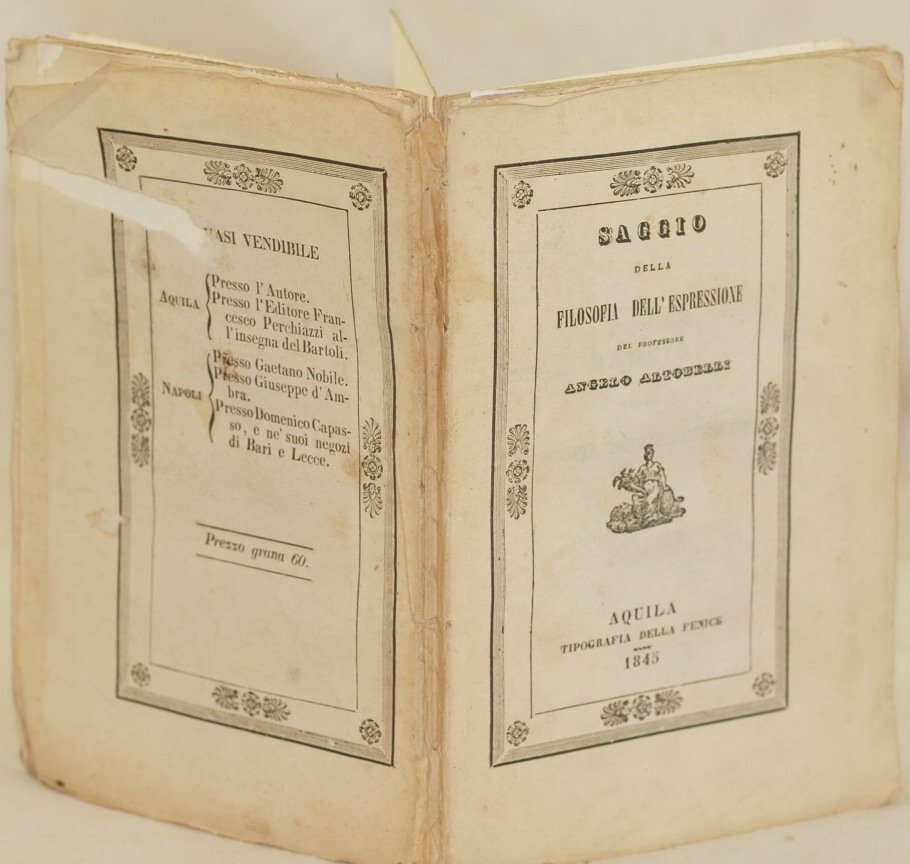 VASI VENDIBILE
AQUILA
Presso l'Autore.
Presso l'Editore Fran-
cesco Perchiazzi al-
l'insegna del Bartoli.
NAPOLI
Presso Gaetano Nobile.
Presso Giuseppe d'Am-
bra.
Presso Domenico Capas-
so, e ne' suoi negozi
di Bari e Lecce.
Prezzo grana 60.
SAGGIO
DELLA
FILOSOFIA DELL'ESPRESSIONE
DEL PROFESSORE
ANGELO ALTOBELLI
AQUILA
TIPOGRAFIA DELLA FENICE
1845